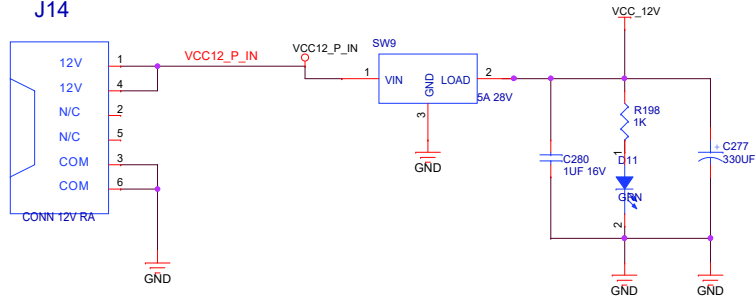 J14
12V
12V
N/C
N/C
COM
COM
1
4
2
5
3
6
CONN 12V RA
VCC12_P_IN
VCC12_P_IN
SW9
1
VIN
GND
LOAD
2
3
5A 28V
GND
GND
VCC_12V
R198
1K
1
D11
GRN
2
C280
1UF 16V
+
C277
330UF
GND
GND